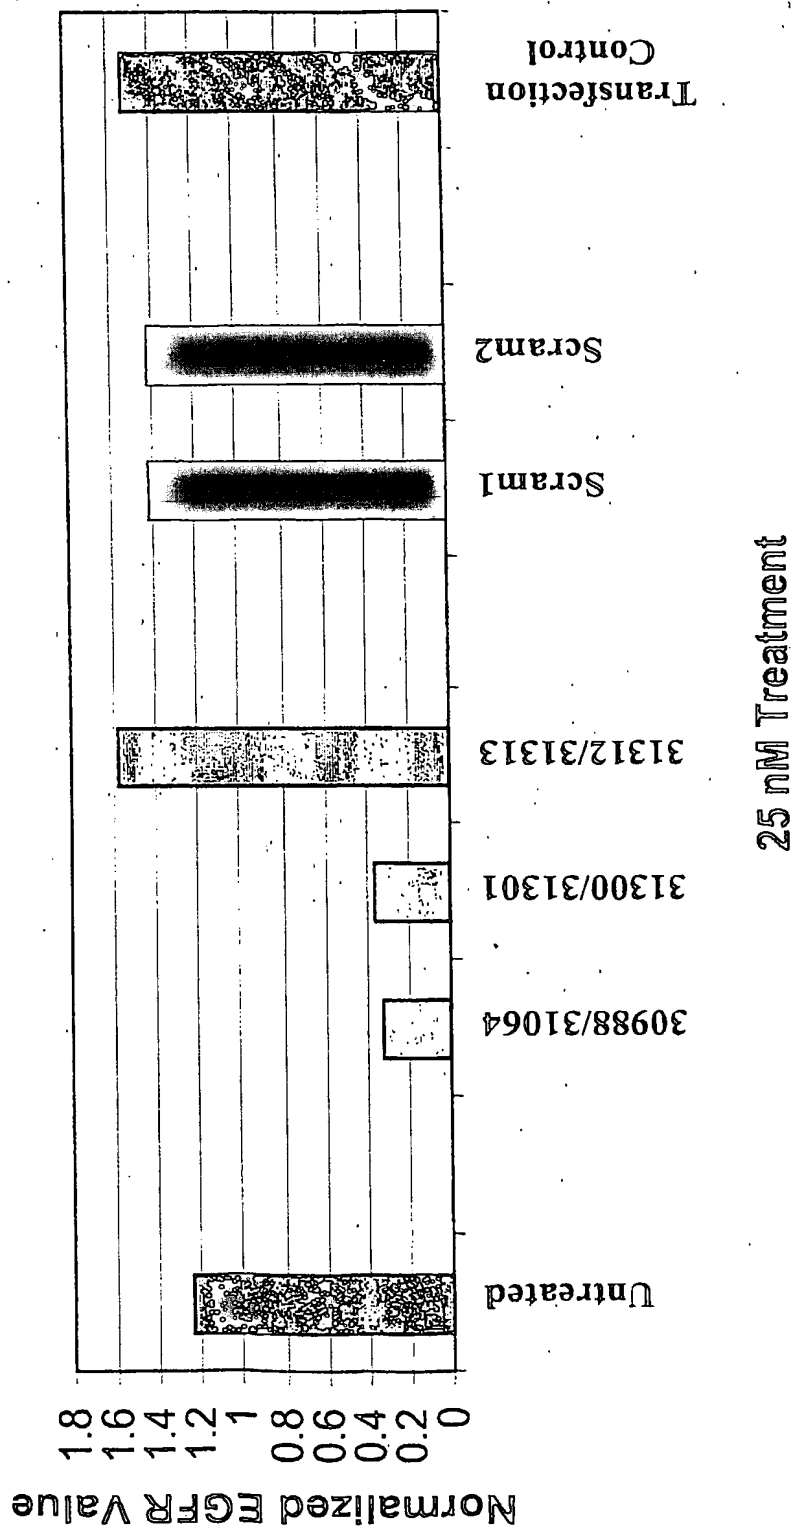 Normalized EGFR Value
1.8
1.6
1.4
1.2
1
0.8
0.6
0.4
0.2
0
Untreated
30988/31064
31300/31301
31312/31313
Scram1
Scram2
Transfection
Control
25 nM Treatment